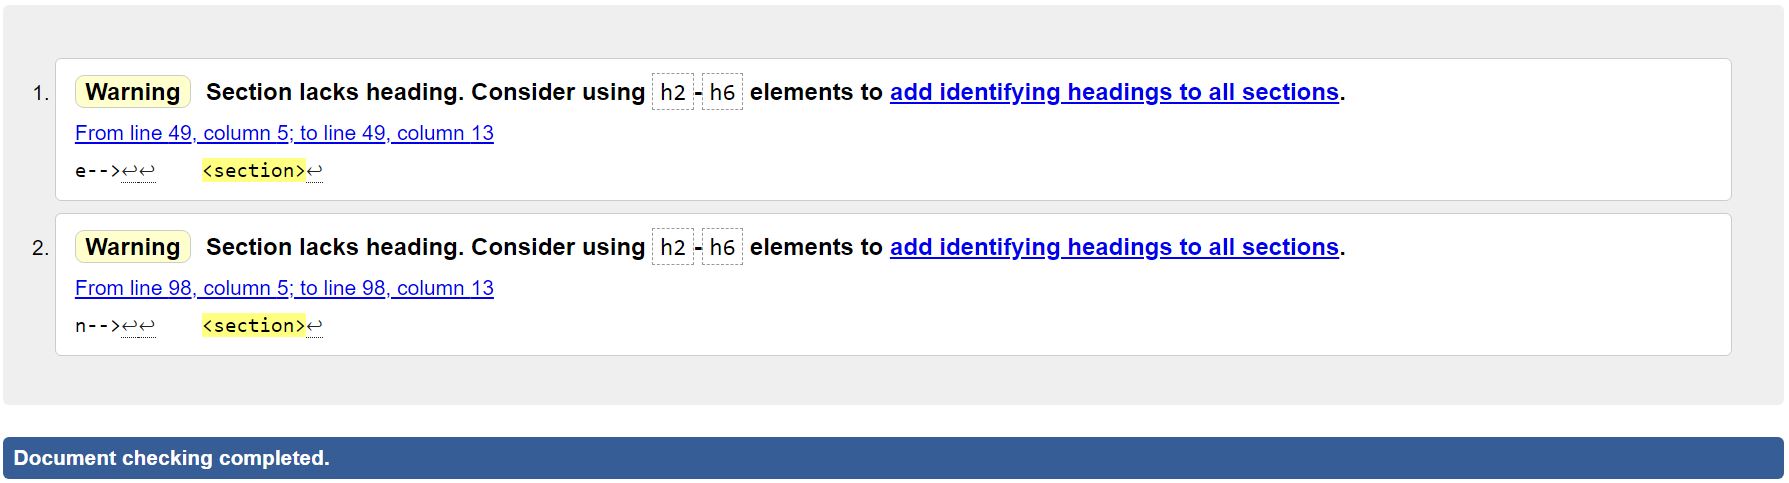 1. Warning Section lacks heading. Consider using h2-h6 elements to add identifying headings to all sections.
From line 49, column 5; to line 49, column 13
e-->↩↩    <section>↩
2. Warning Section lacks heading. Consider using h2-h6 elements to add identifying headings to all sections.
From line 98, column 5; to line 98, column 13
n-->↩↩    <section>↩
Document checking completed.